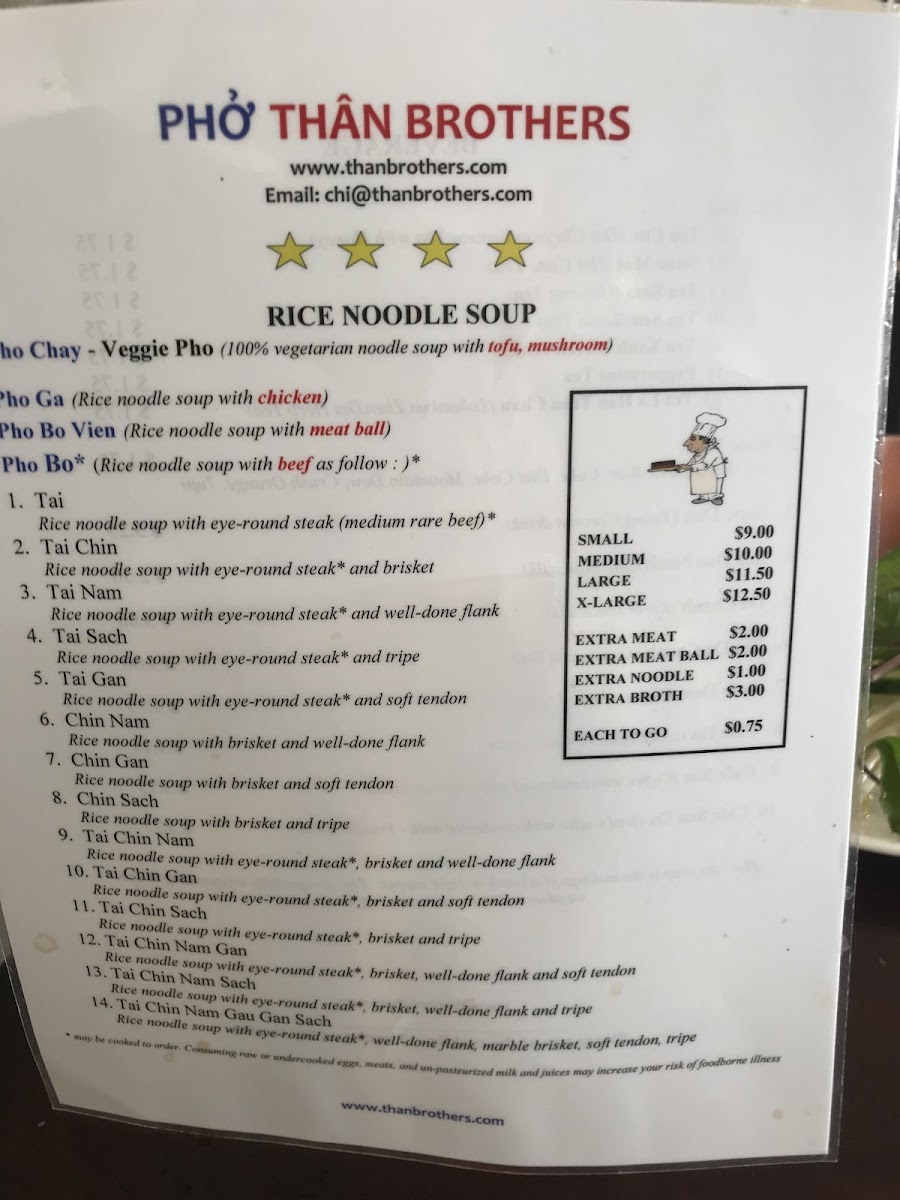 PHỞ THÂN BROTHERS
www.thanbrothers.com
Email: chi@thanbrothers.com
RICE NOODLE SOUP
ho Chay - Veggie Pho (100% vegetarian noodle soup with tofu, mushroom)
Pho Ga (Rice noodle soup with chicken)
Pho Bo Vien (Rice noodle soup with meat ball)
Pho Bo* (Rice noodle soup with beef as follow : )*
1. Tai
Rice noodle soup with eye-round steak (medium rare beef)*
2. Tai Chin
Rice noodle soup with eye-round steak* and brisket
3. Tai Nam
Rice noodle soup with eye-round steak* and well-done flank
4. Tai Sach
Rice noodle soup with eye-round steak* and tripe
5. Tai Gan
Rice noodle soup with eye-round steak* and soft tendon
6. Chin Nam
Rice noodle soup with brisket and well-done flank
7. Chin Gan
Rice noodle soup with brisket and soft tendon
8. Chin Sach
Rice noodle soup with brisket and tripe
9. Tai Chin Nam
Rice noodle soup with eye-round steak*, brisket and well-done flank
10. Tai Chin Gan
Rice noodle soup with eye-round steak*, brisket and soft tendon
11. Tai Chin Sach
Rice noodle soup with eye-round steak*, brisket and tripe
12. Tai Chin Nam Gan
Rice noodle soup with eye-round steak*, brisket, well-done flank and soft tendon
13. Tai Chin Nam Sach
Rice noodle soup with eye-round steak*, brisket, well-done flank and tripe
14. Tai Chin Nam Gau Gan Sach
Rice noodle soup with eye-round steak*, well-done flank, marble brisket, soft tendon, tripe
* may be cooked to order. Consuming raw or undercooked eggs, meats, and un-pasteurized milk and juices may increase your risk of foodborne illness
www.thanbrothers.com
SMALL $9.00
MEDIUM $10.00
LARGE $11.50
X-LARGE $12.50
EXTRA MEAT $2.00
EXTRA MEAT BALL $2.00
EXTRA NOODLE $1.00
EXTRA BROTH $3.00
EACH TO GO $0.75